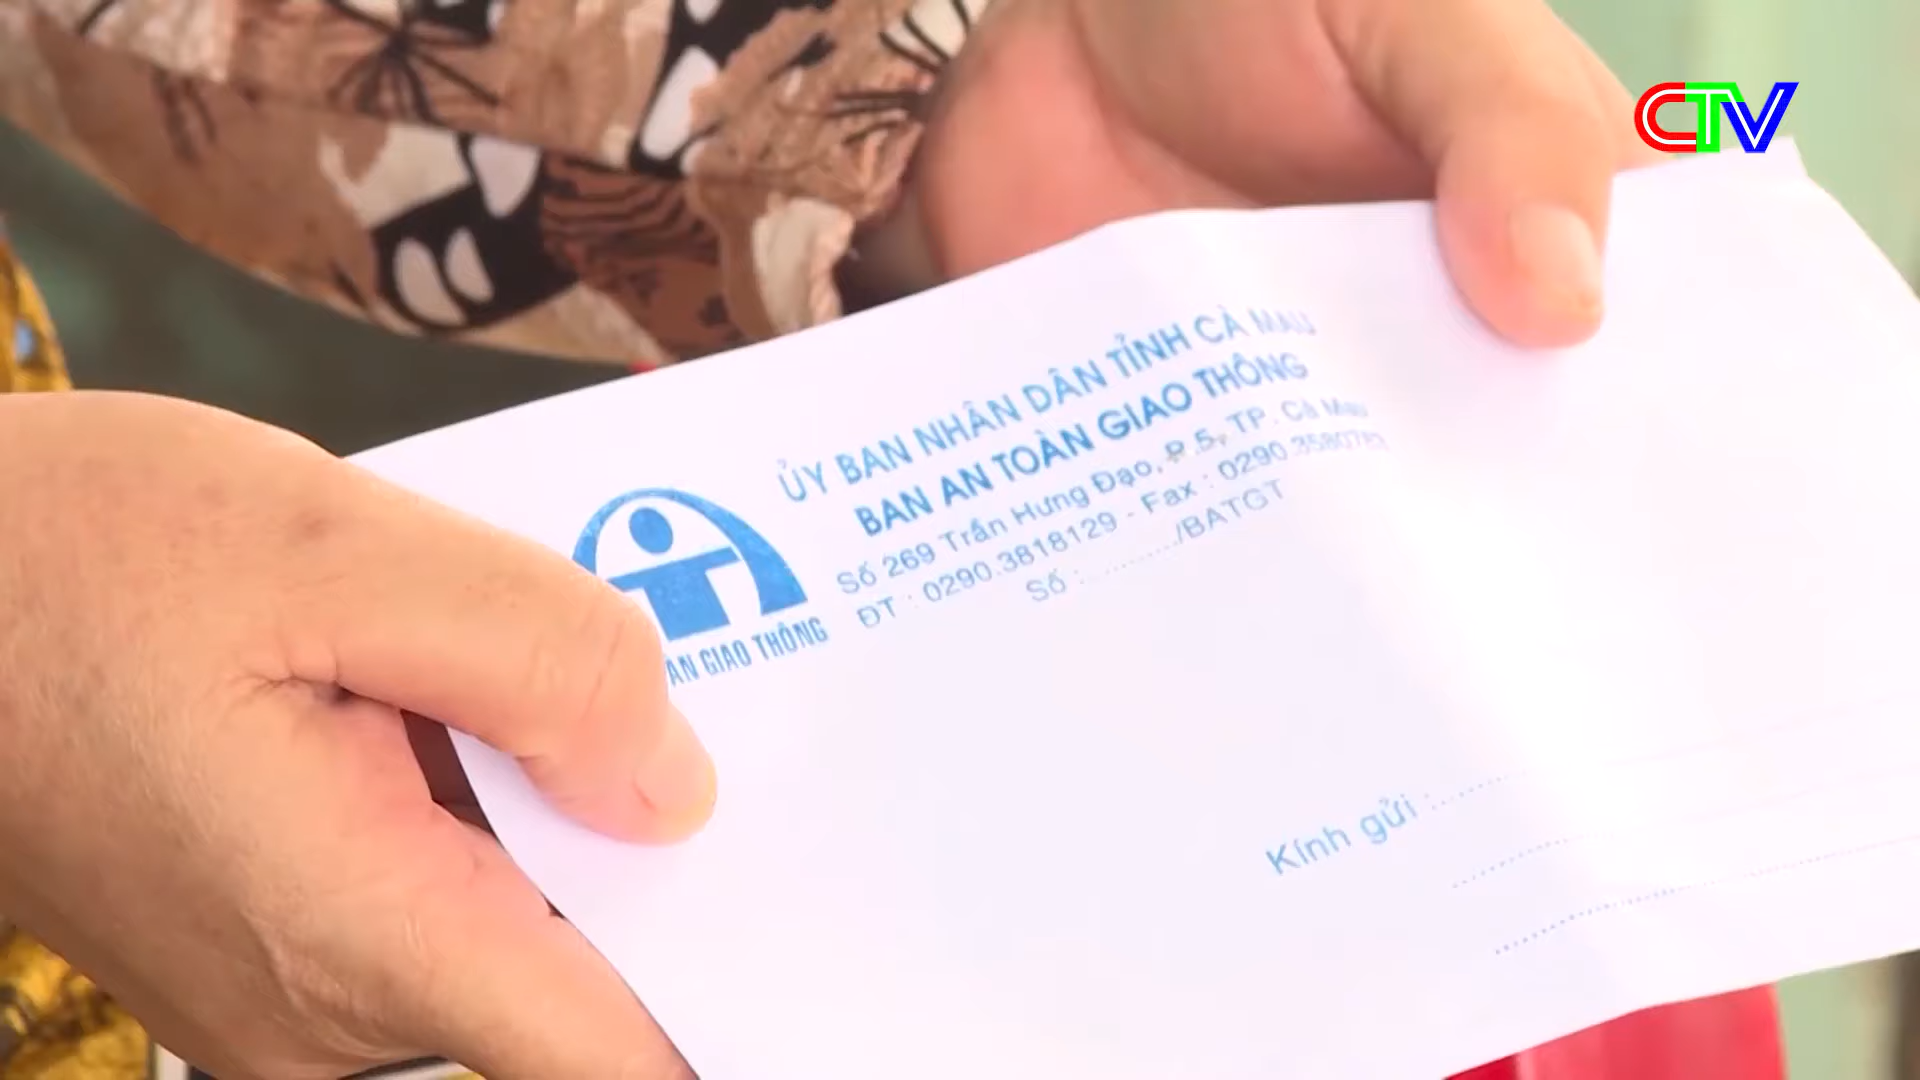 CTV
ỦY BAN NHÂN DÂN TỈNH CÀ MAU
BAN AN TOÀN GIAO THÔNG
Số 269 Trần Hưng Đạo, P.5, TP. Cà Mau
ĐT : 0290.3818129 - Fax : 0290.
Số :............../BATGT
GIAO THÔNG
Kính gửi :